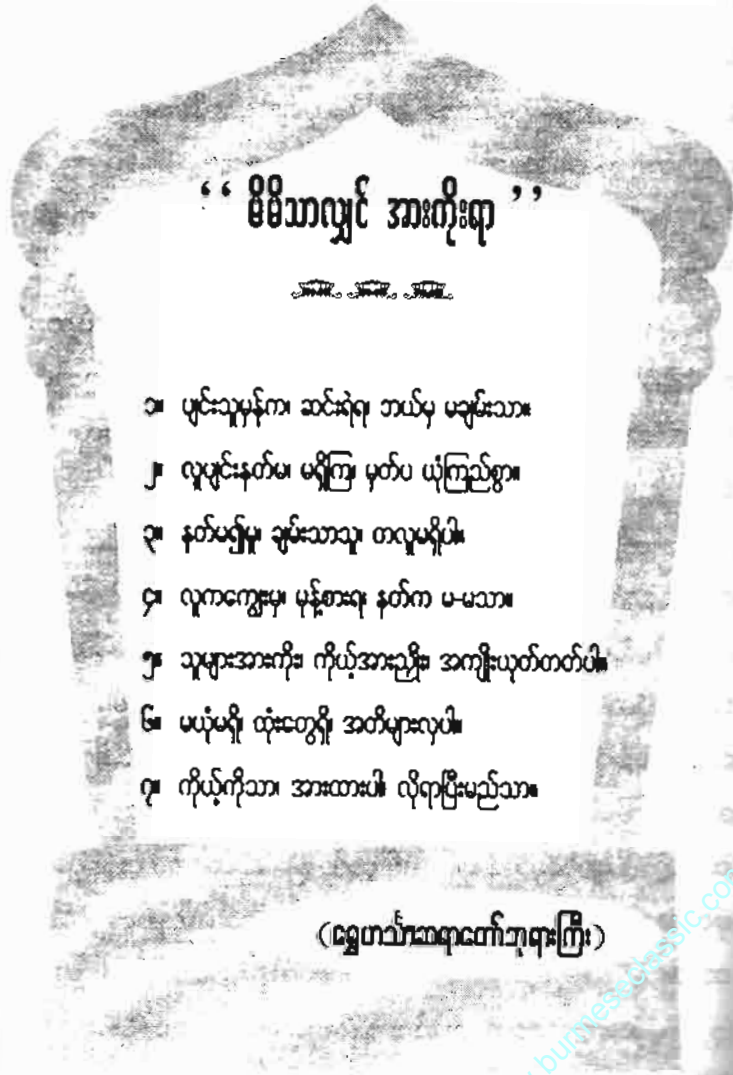 “ မိမိသာလျှင် အားကိုးရာ ”
၁။ ပျင်းသူမှန်က၊ ဆင်းရဲရ၊ ဘယ်မှ မချမ်းသာ။
၂။ လူပျင်းနတ်မ၊ မရှိကြ၊ မှတ်ပ ယုံကြည်စွာ။
၃။ နတ်မ၍မူ၊ ချမ်းသာသူ၊ တလူမရှိပါ။
၄။ လူကကျွေးမှ၊ မုန့်စားရ၊ နတ်က မ-မသာ။
၅။ သူများအားကိုး၊ ကိုယ့်အားညှိုး၊ အကျိုးယုတ်တတ်ပါ။
၆။ မယုံမရှိ၊ ထုံးတွေရှိ၊ အတိများလှပါ။
၇။ ကိုယ့်ကိုသာ၊ အားထားပါ၊ လိုရာပြီးမည်သာ။
(ရွှေဟင်္သာဆရာတော်ဘုရားကြီး)
burmeseclassic.com